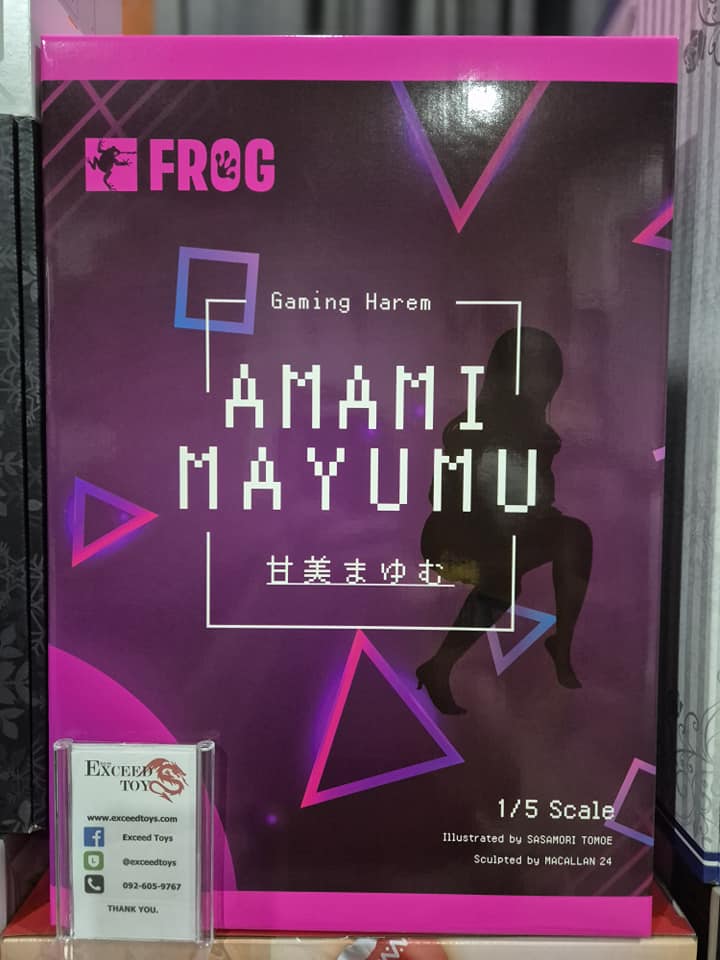 FROG
Gaming Harem
AMAMI
MAYUMU
甘美まゆむ
1/5 Scale
Illustrated by SASAMORI TOMOE
Sculpted by MACALLAN 24
EXCEED
TOYS
www.exceedtoys.com
Exceed Toys
@exceedtoys
092-605-9767
THANK YOU.